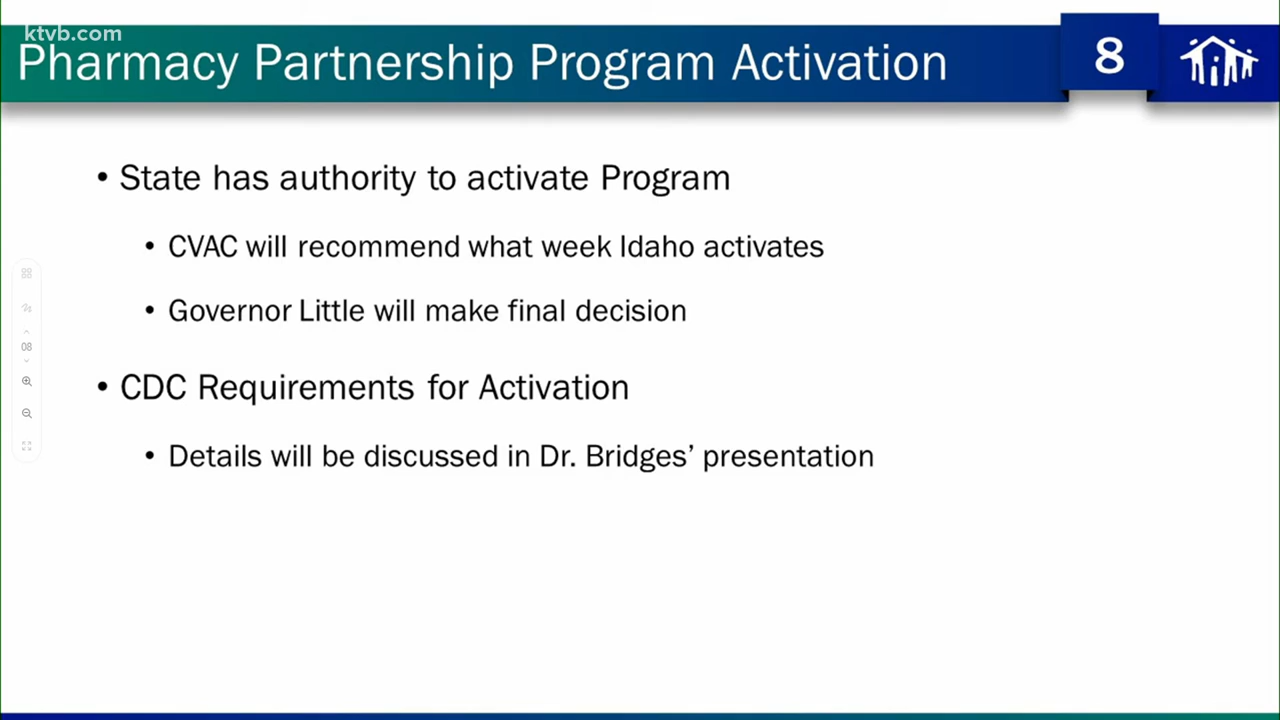 ktvb.com
Pharmacy Partnership Program Activation
8
• State has authority to activate Program
• CVAC will recommend what week Idaho activates
• Governor Little will make final decision
08
• CDC Requirements for Activation
• Details will be discussed in Dr. Bridges’ presentation